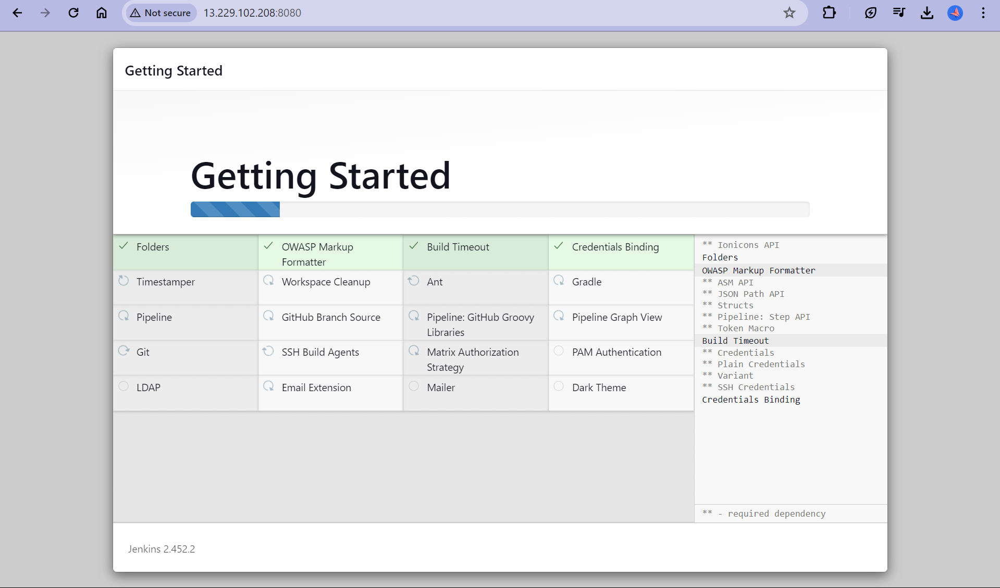 Not secure
13.229.102.208:8080
Getting Started
Getting Started
Folders
OWASP Markup
Formatter
Build Timeout
Credentials Binding
Timestamper
Workspace Cleanup
Ant
Gradle
Pipeline
GitHub Branch Source
Pipeline: GitHub Groovy
Libraries
Pipeline Graph View
Git
SSH Build Agents
Matrix Authorization
Strategy
PAM Authentication
LDAP
Email Extension
Mailer
Dark Theme
** Ionicons API
Folders
OWASP Markup Formatter
** ASM API
** JSON Path API
** Structs
** Pipeline: Step API
** Token Macro
Build Timeout
** Credentials
** Plain Credentials
** Variant
** SSH Credentials
Credentials Binding
** - required dependency
Jenkins 2.452.2